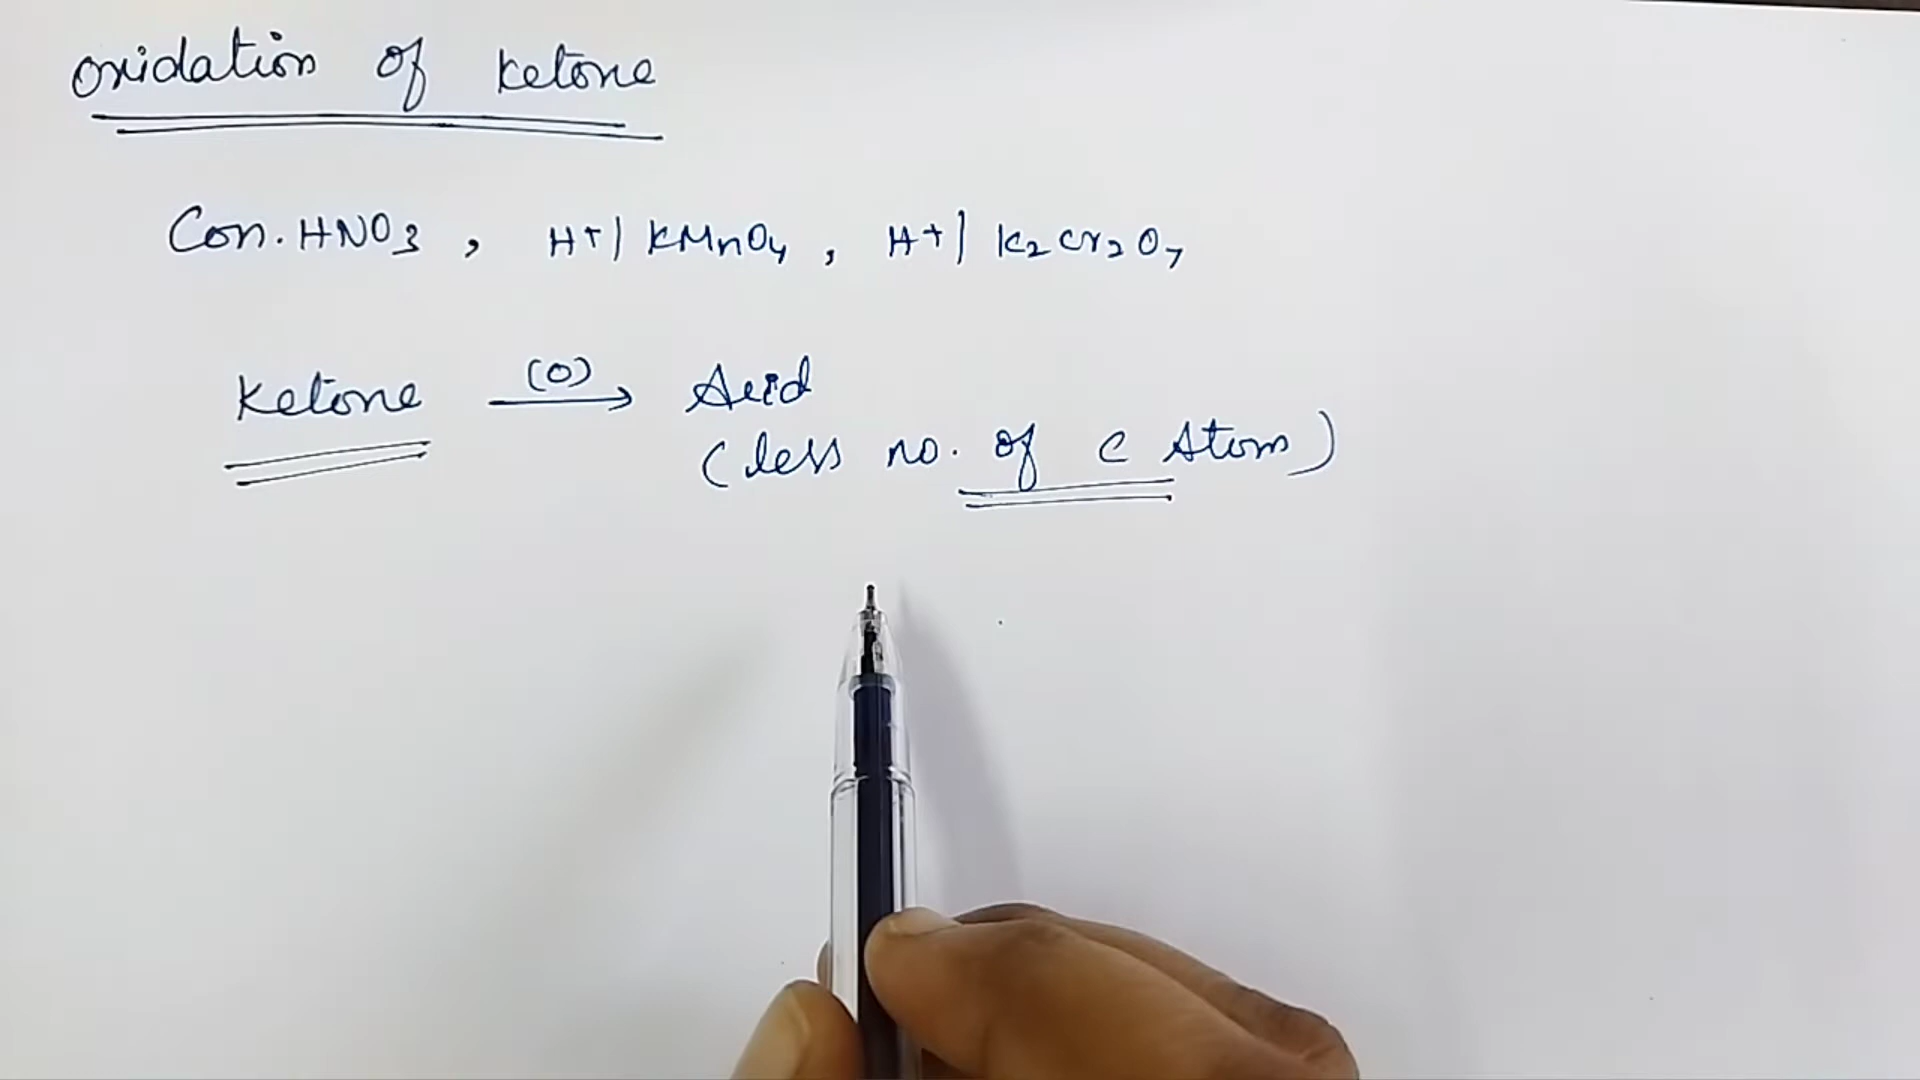 oxidation of ketone
Con. HNO3 , H+| KMnO4 , H+| K2Cr2O7
Ketone (O) → Acid
(less no. of C Atom)